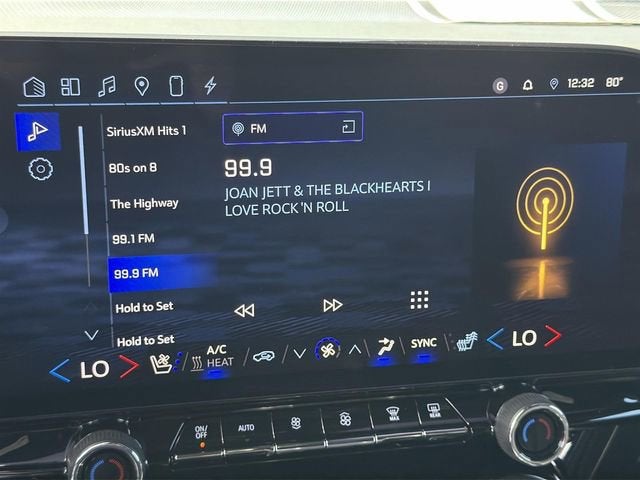 G 12:32 80°
SiriusXM Hits 1
80s on 8
The Highway
99.1 FM
99.9 FM
Hold to Set
Hold to Set
FM
99.9
JOAN JETT & THE BLACKHEARTS I
LOVE ROCK 'N ROLL
LO A/C HEAT SYNC LO
ON/OFF AUTO MAX REAR